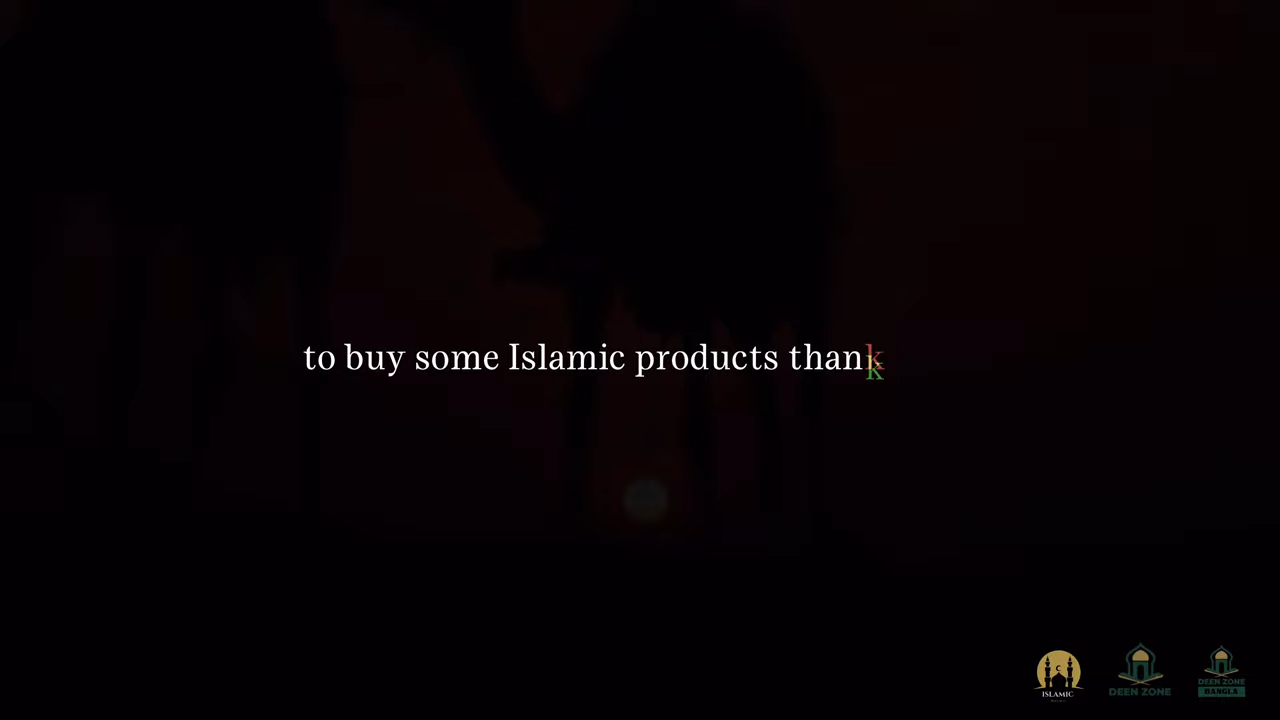 to buy some Islamic products thank
ISLAMIC
DEEN ZONE
DEEN ZONE
BANGLA